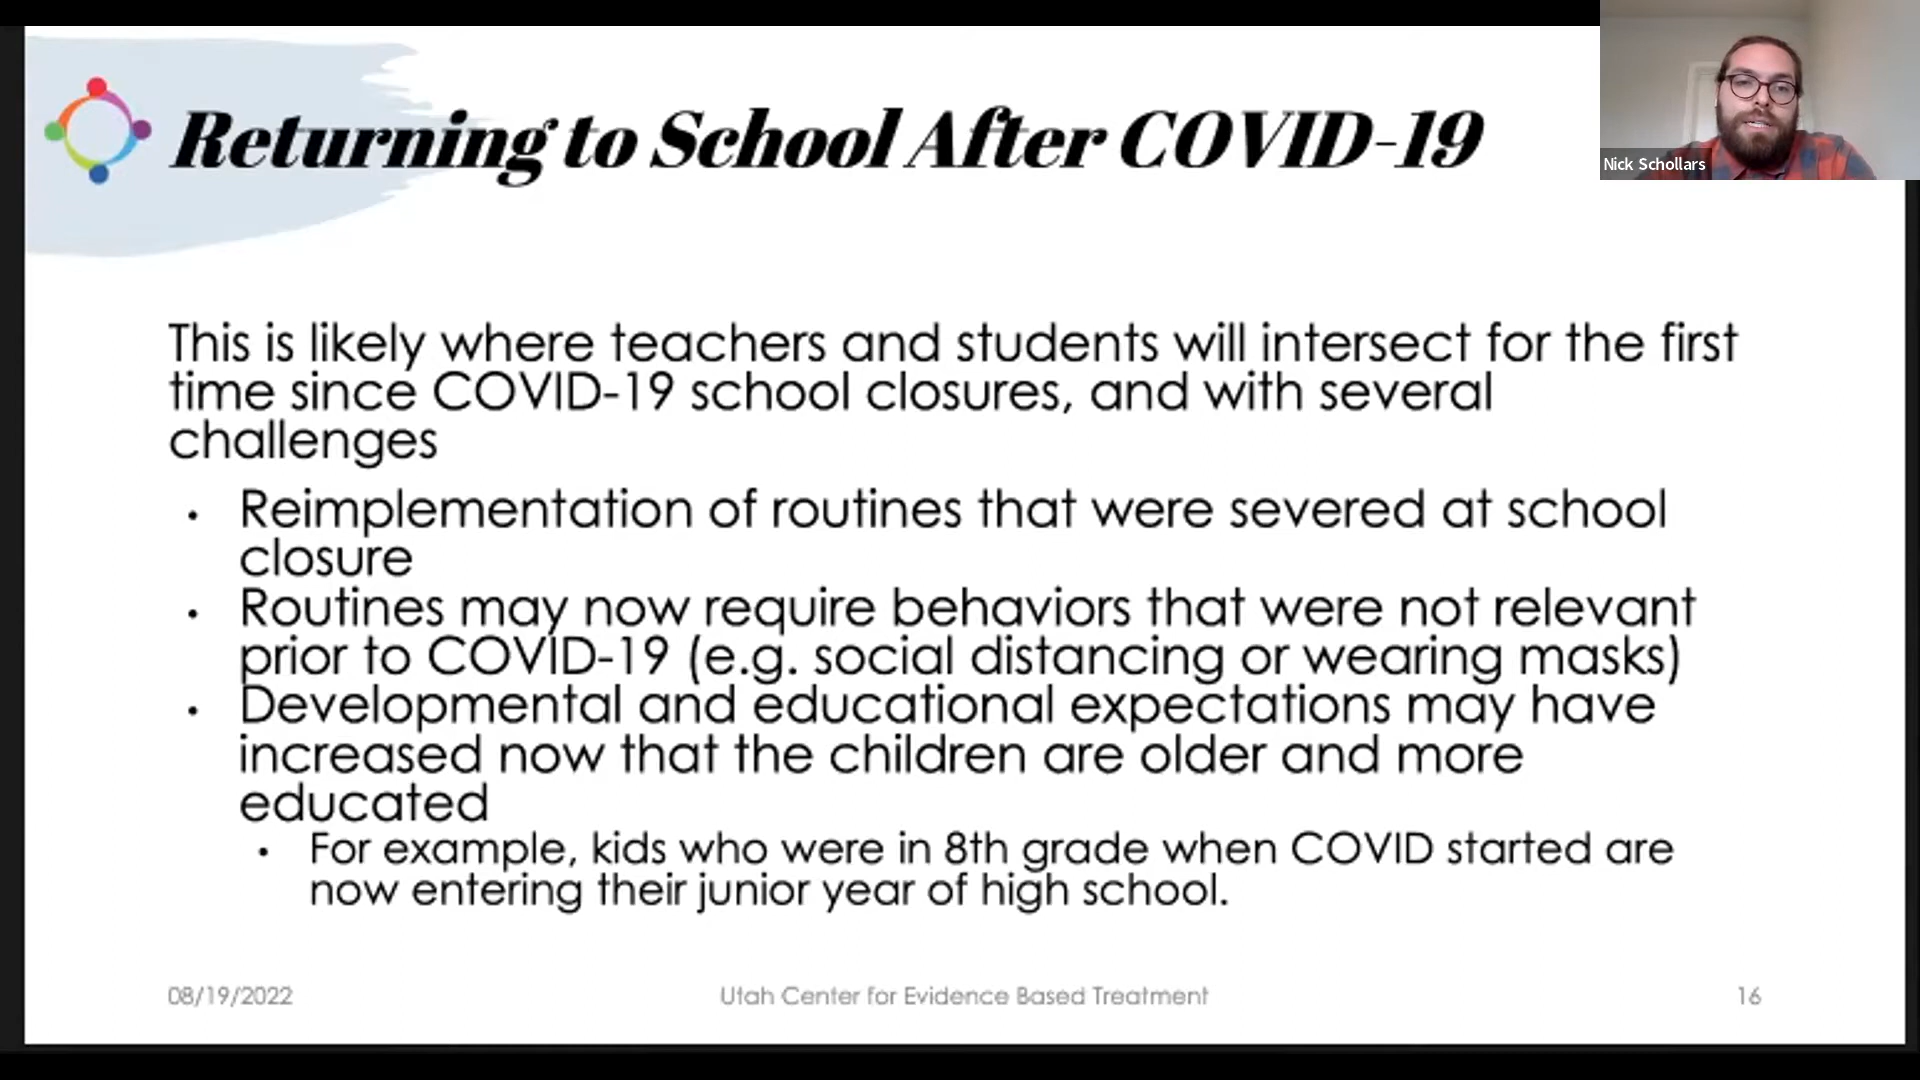 Returning to School After COVID-19
Nick Schollars
This is likely where teachers and students will intersect for the first
time since COVID-19 school closures, and with several
challenges
• Reimplementation of routines that were severed at school
closure
• Routines may now require behaviors that were not relevant
prior to COVID-19 (e.g. social distancing or wearing masks)
• Developmental and educational expectations may have
increased now that the children are older and more
educated
• For example, kids who were in 8th grade when COVID started are
now entering their junior year of high school.
08/19/2022
Utah Center for Evidence Based Treatment
16